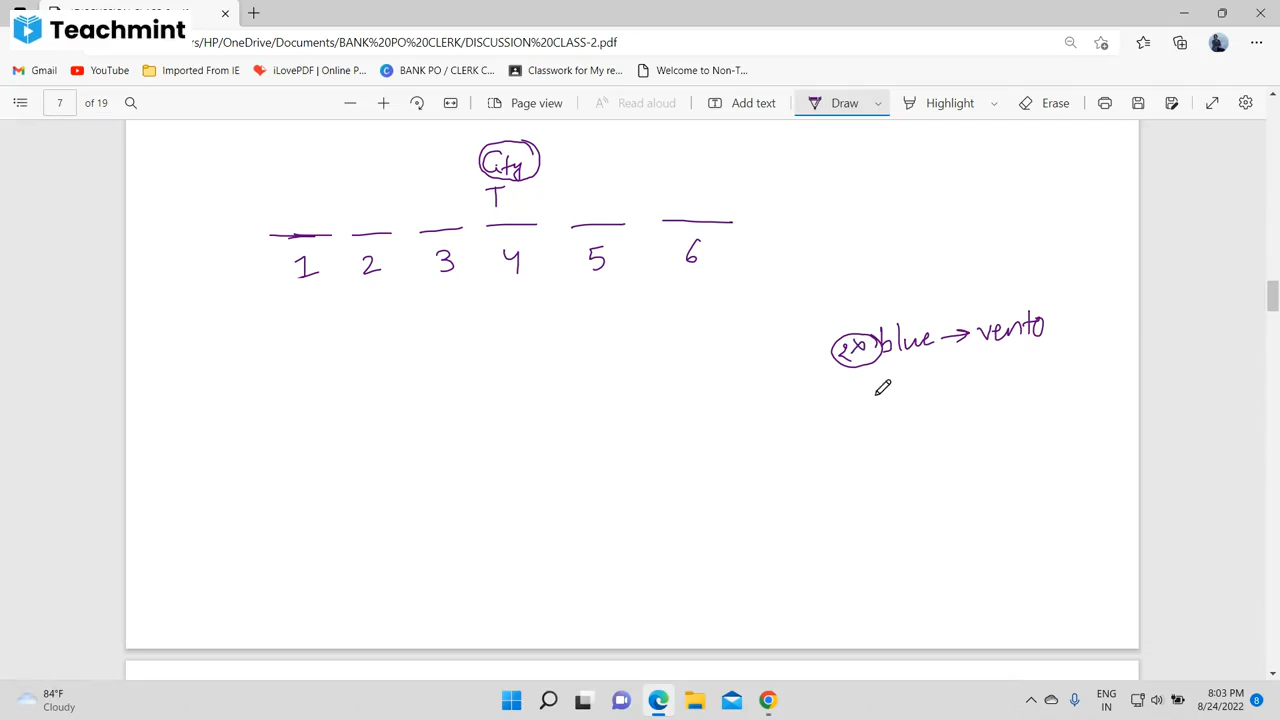 Teachmint
rs/HP/OneDrive/Documents/BANK%20PO%20CLERK/DISCUSSION%20CLASS-2.pdf
Gmail YouTube Imported From IE iLovePDF | Online P... BANK PO / CLERK C... Classwork for My re... Welcome to Non-T...
7 of 19 Page view Read aloud Add text Draw Highlight Erase
City
T
1 2 3 4 5 6
2x blue → vento
84°F
Cloudy
ENG
IN
8:03 PM
8/24/2022
8